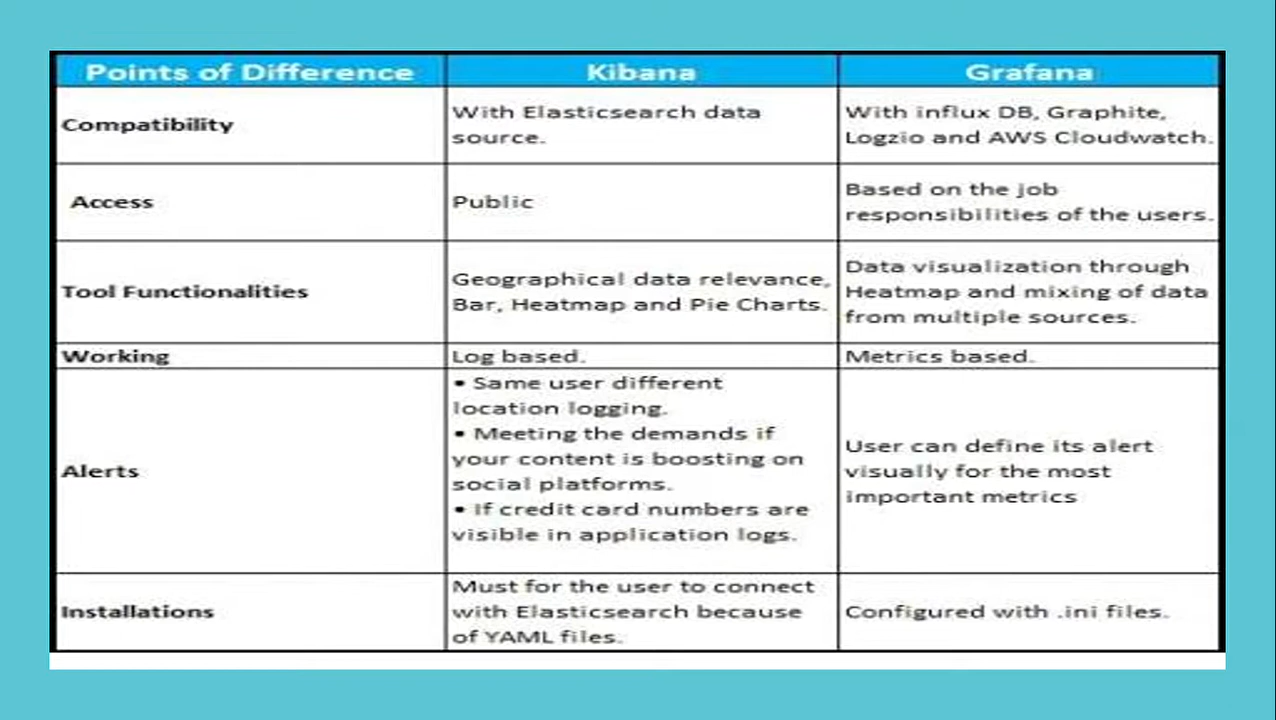 Points of Difference
Kibana
Grafana
Compatibility
With Elasticsearch data
source.
With influx DB, Graphite,
Logzio and AWS Cloudwatch.
Access
Public
Based on the job
responsibilities of the users.
Tool Functionalities
Geographical data relevance,
Bar, Heatmap and Pie Charts.
Data visualization through
Heatmap and mixing of data
from multiple sources.
Working
Log based.
Metrics based.
Alerts
• Same user different
location logging.
• Meeting the demands if
your content is boosting on
social platforms.
• If credit card numbers are
visible in application logs.
User can define its alert
visually for the most
important metrics
Installations
Must for the user to connect
with Elasticsearch because
of YAML files.
Configured with .ini files.